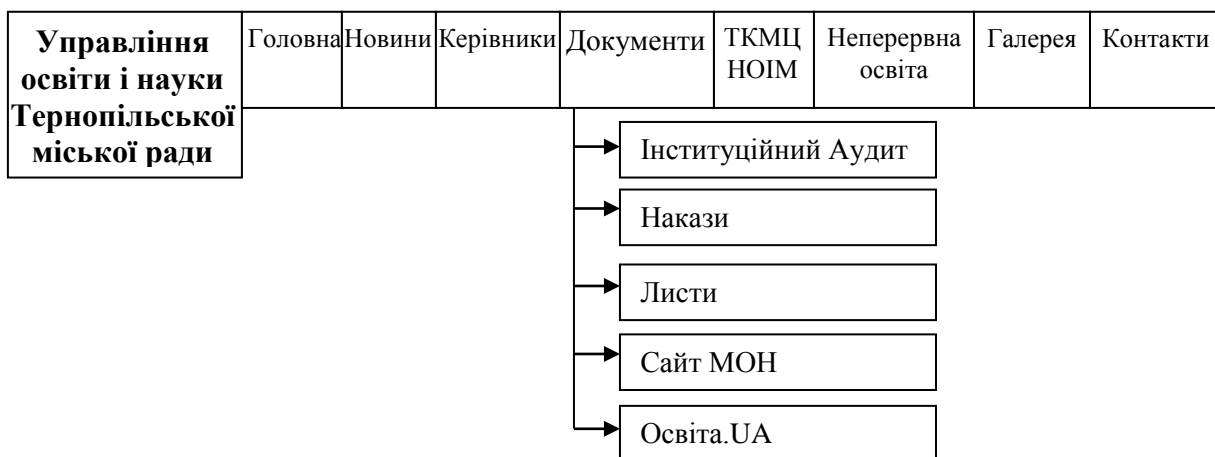 Управління
освіти і науки
Тернопільської
міської ради
Головна
Новини
Керівники
Документи
ТКМЦ
НОІМ
Неперервна
освіта
Галерея
Контакти
Інституційний Аудит
Накази
Листи
Сайт МОН
Освіта.UA